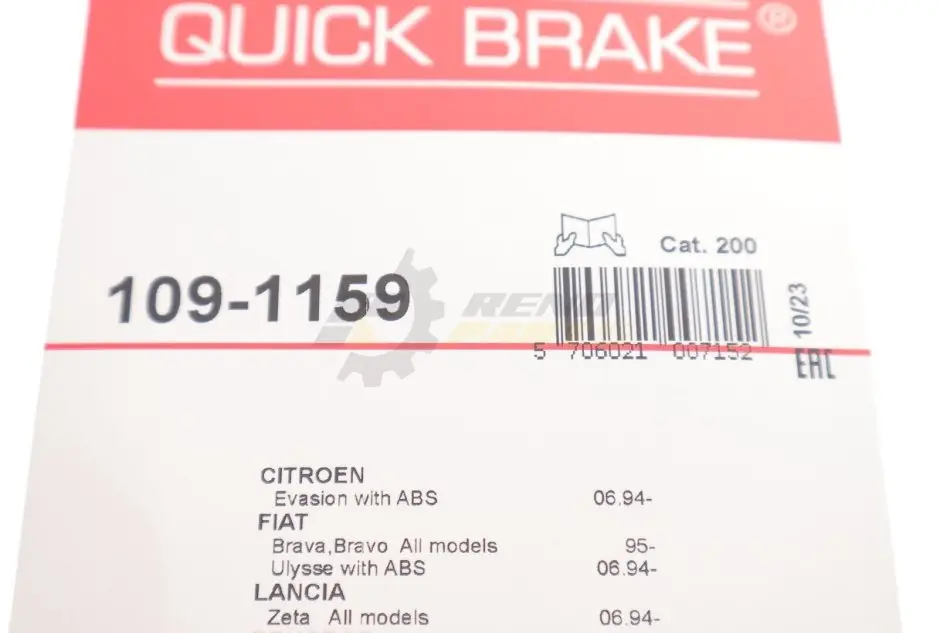 QUICK BRAKE®
Cat. 200
109-1159
RENO
10/23
5 706021 007152
EAC
CITROEN
Evasion with ABS 06.94-
FIAT
Brava,Bravo All models 95-
Ulysse with ABS 06.94-
LANCIA
Zeta All models 06.94-